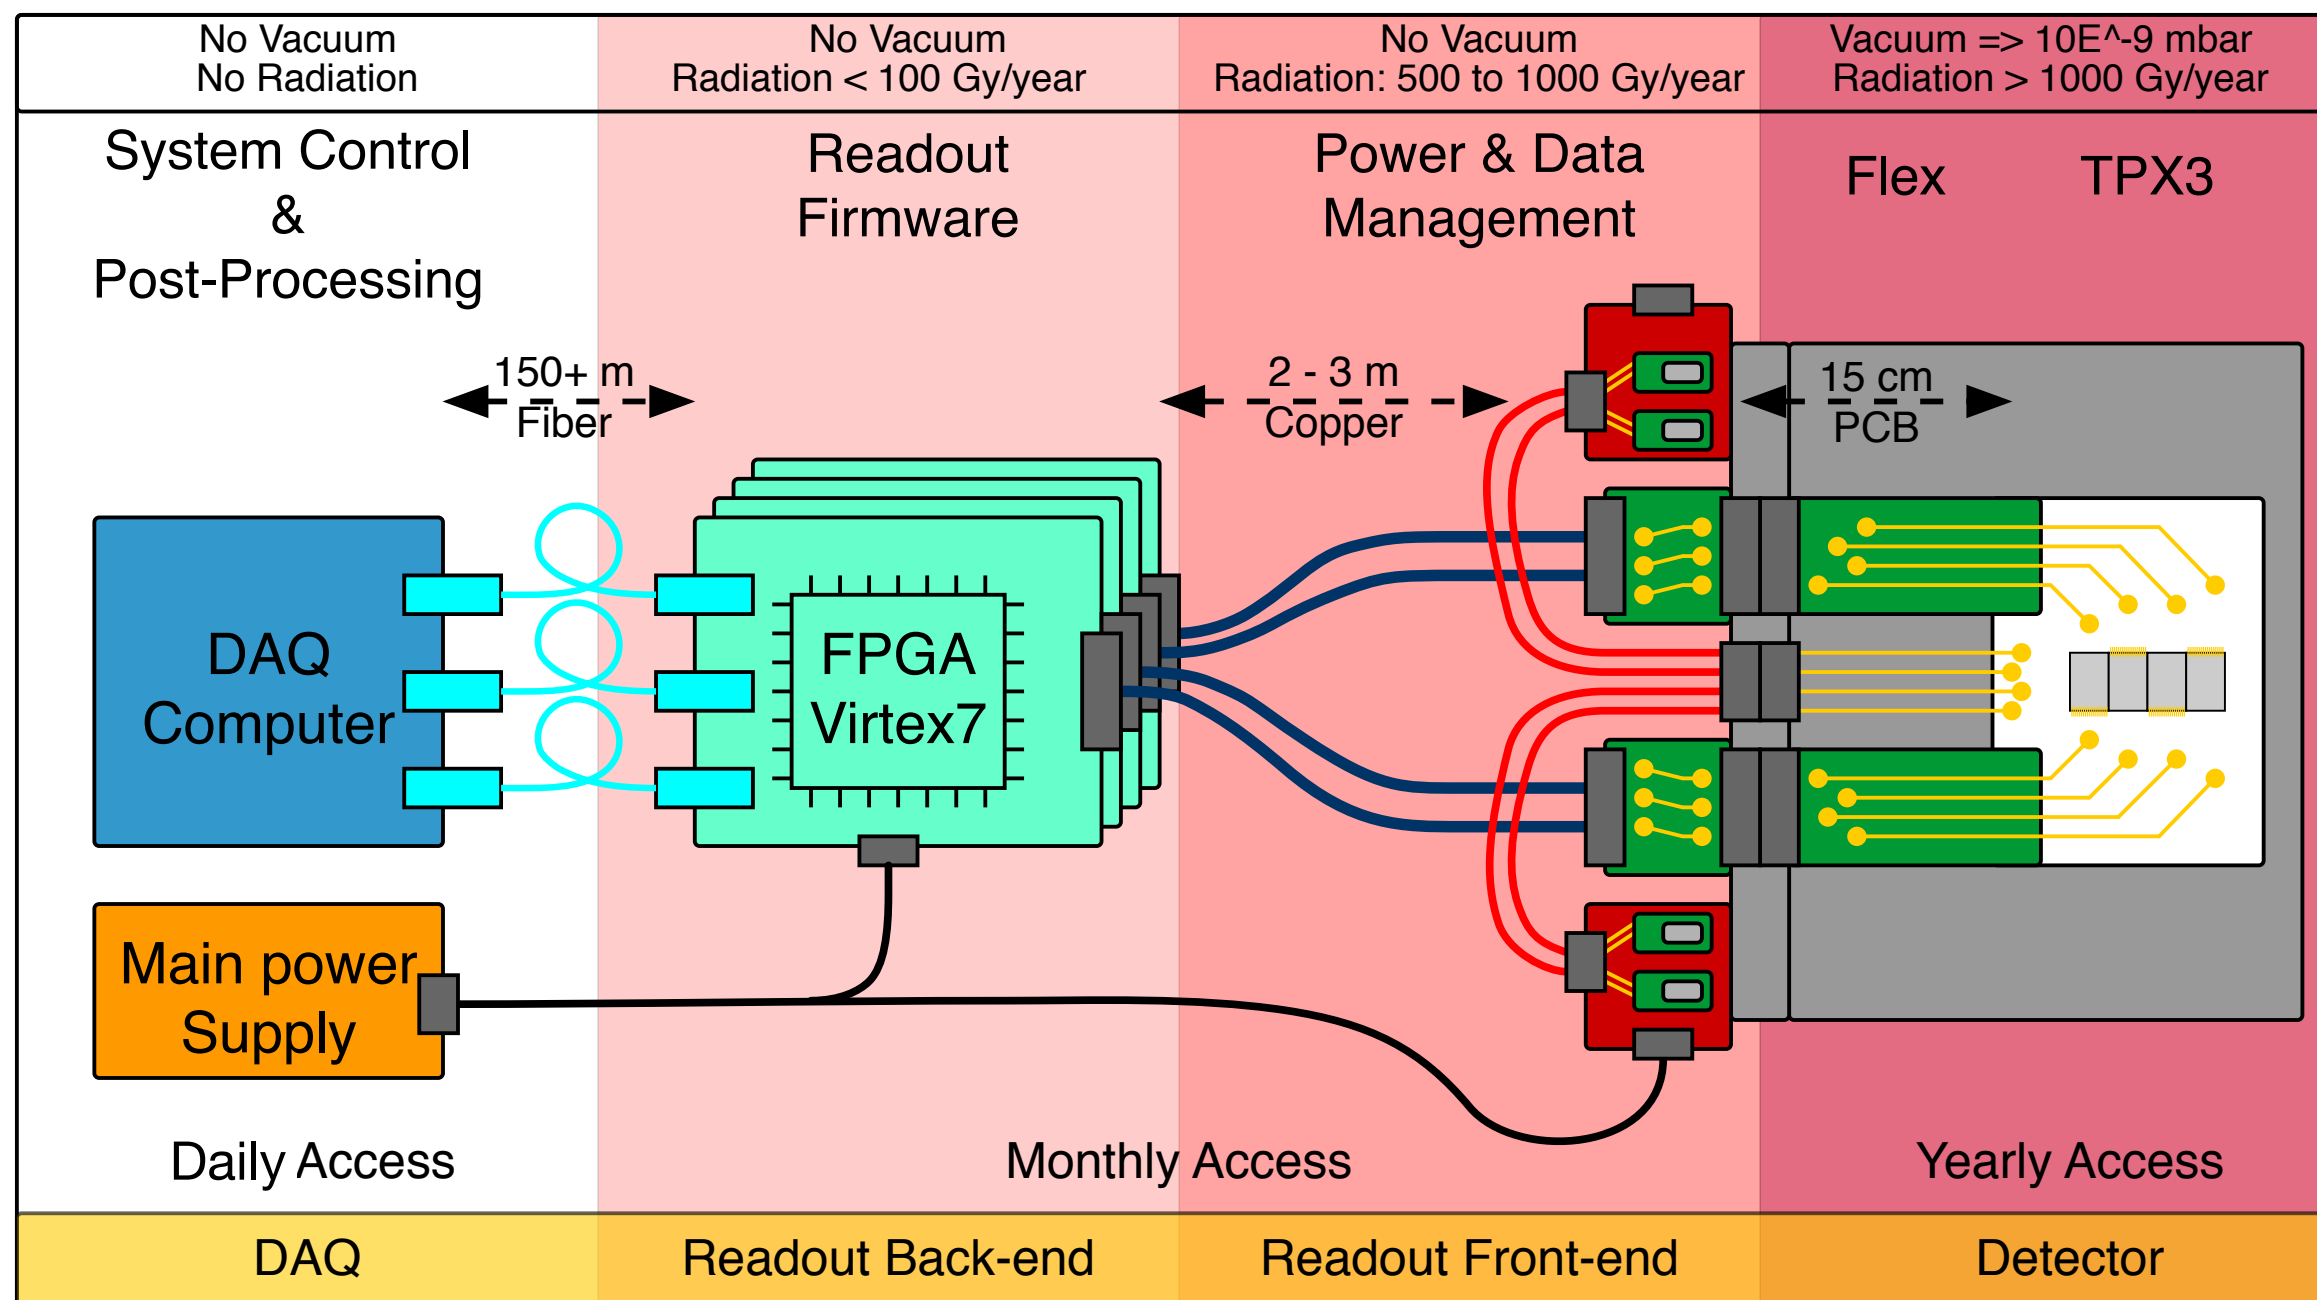 No Vacuum
No Radiation
No Vacuum
Radiation < 100 Gy/year
No Vacuum
Radiation: 500 to 1000 Gy/year
Vacuum => 10E^-9 mbar
Radiation > 1000 Gy/year
System Control
&
Post-Processing
Readout
Firmware
Power & Data
Management
Flex
TPX3
150+ m
Fiber
2 - 3 m
Copper
15 cm
PCB
DAQ
Computer
FPGA
Virtex7
Main power
Supply
Daily Access
Monthly Access
Yearly Access
DAQ
Readout Back-end
Readout Front-end
Detector